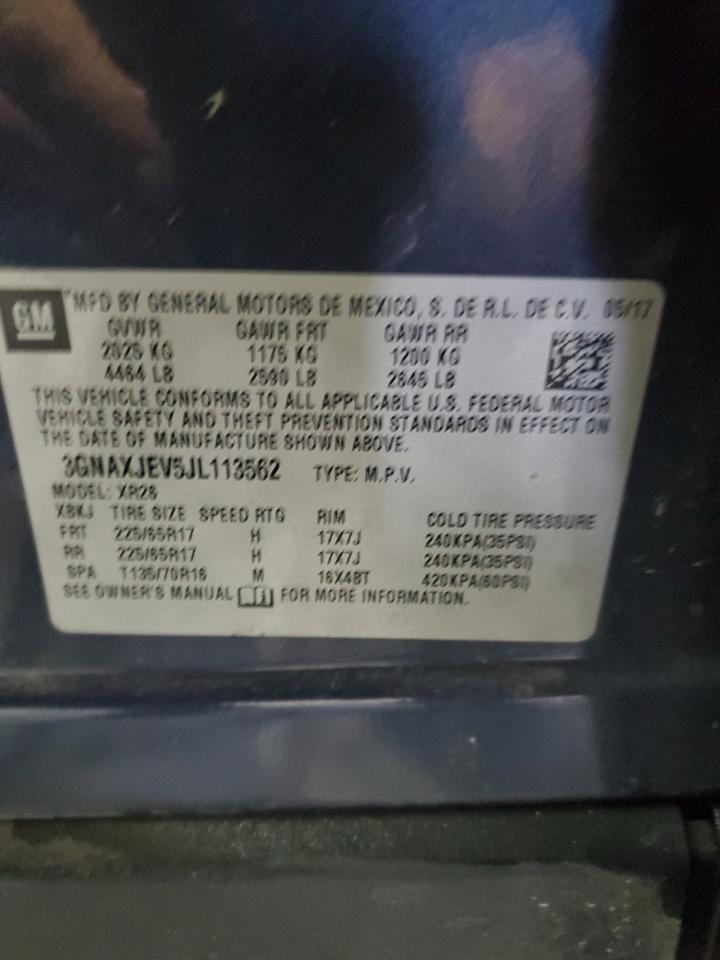 GM
MFD BY GENERAL MOTORS DE MEXICO, S. DE R.L. DE C.V. 05/17
GVWR GAWR FRT GAWR RR
2025 KG 1175 KG 1200 KG
4464 LB 2590 LB 2645 LB
THIS VEHICLE CONFORMS TO ALL APPLICABLE U.S. FEDERAL MOTOR
VEHICLE SAFETY AND THEFT PREVENTION STANDARDS IN EFFECT ON
THE DATE OF MANUFACTURE SHOWN ABOVE.
3GNAXJEV5JL113562 TYPE: M.P.V.
MODEL: XR26
XBKJ TIRE SIZE SPEED RTG RIM COLD TIRE PRESSURE
FRT 225/65R17 H 17X7J 240KPA(35PSI)
RR 225/65R17 H 17X7J 240KPA(35PSI)
SPA T135/70R16 M 16X4BT 420KPA(60PSI)
SEE OWNER'S MANUAL FOR MORE INFORMATION.